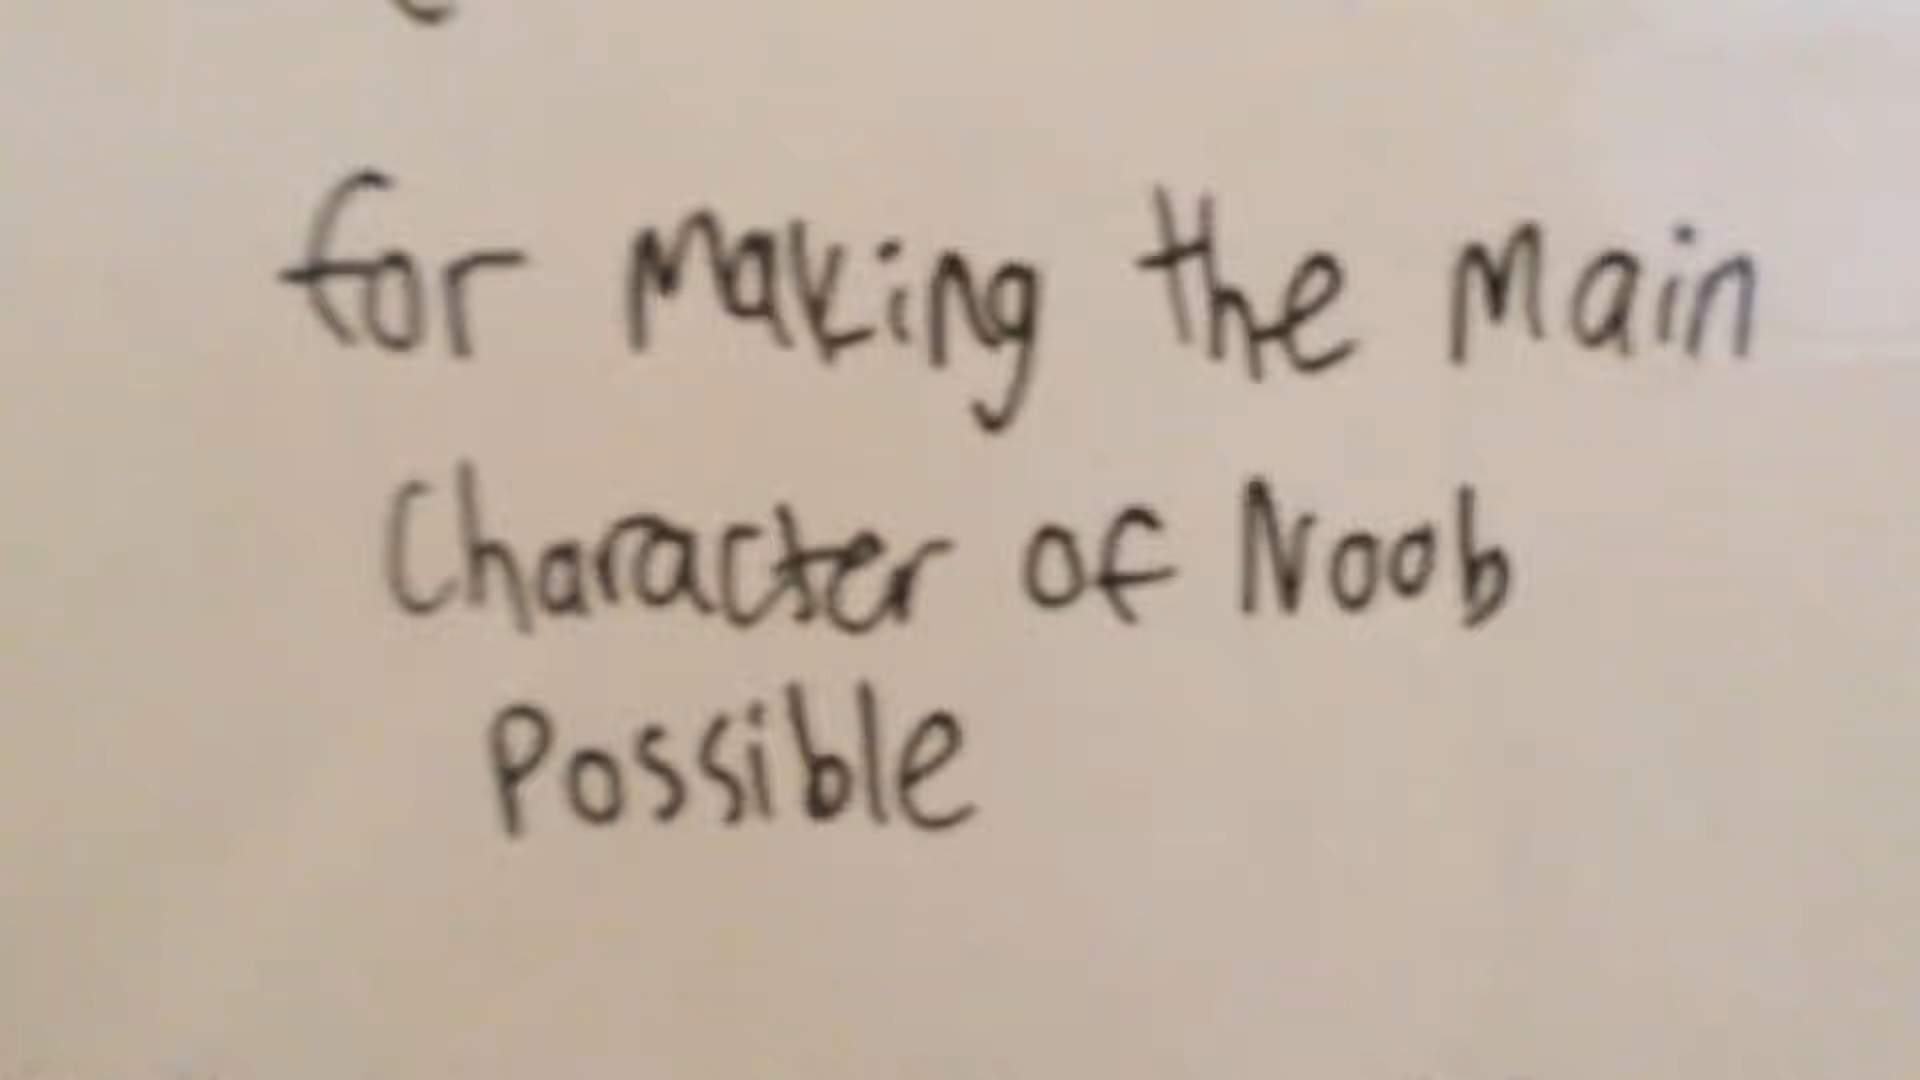 for Making the Main
Character of Noob
Possible